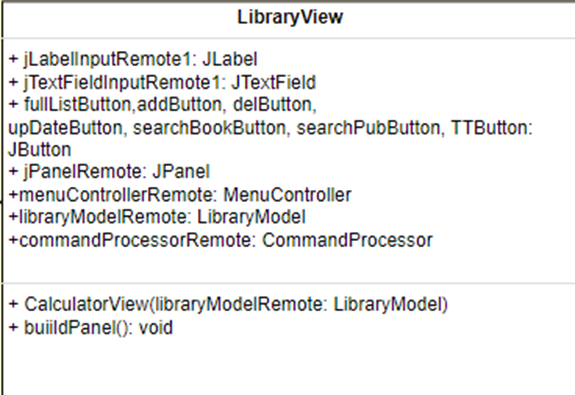 LibraryView
+ jLabelInputRemote1: JLabel
+ jTextFieldInputRemote1: JTextField
+ fullListButton,addButton, delButton,
upDateButton, searchBookButton, searchPubButton, TTButton:
JButton
+ jPanelRemote: JPanel
+menuControllerRemote: MenuController
+libraryModelRemote: LibraryModel
+commandProcessorRemote: CommandProcessor
+ CalculatorView(libraryModelRemote: LibraryModel)
+ buiildPanel(): void